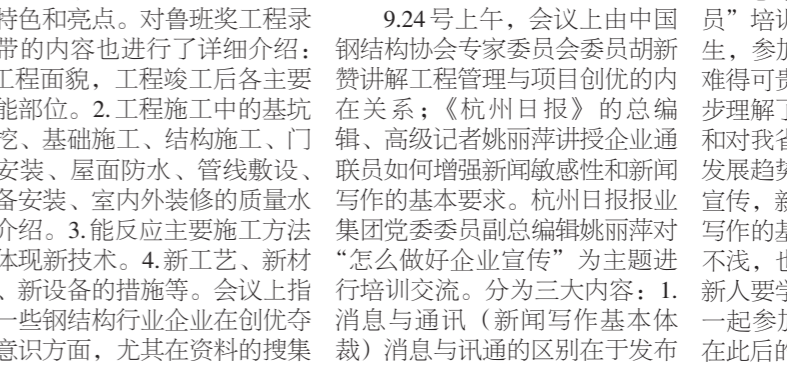 特色和亮点。对鲁班奖工程录
带的内容也进行了详细介绍：
工程面貌，工程竣工后各主要
能部位。2.工程施工中的基坑
挖、基础施工、结构施工、门
安装、屋面防水、管线敷设、
备安装、室内外装修的质量水
介绍。3.能反应主要施工方法
体现新技术。4.新工艺、新材
、新设备的措施等。会议上指
一些钢结构行业企业在创优夺
意识方面，尤其在资料的搜集
9.24号上午，会议上由中国
钢结构协会专家委员会委员胡新
赞讲解工程管理与项目创优的内
在关系；《杭州日报》的总编
辑、高级记者姚丽萍讲授企业通
联员如何增强新闻敏感性和新闻
写作的基本要求。杭州日报报业
集团党委委员副总编辑姚丽萍对
“怎么做好企业宣传”为主题进
行培训交流。分为三大内容：1.
消息与通讯（新闻写作基本体
裁）消息与讯通的区别在于发布
员”培训
生，参加
难得可贵
步理解了
和对我省
发展趋势
宣传，新
写作的基
不浅，也
新人要学
一起参加
在此后的